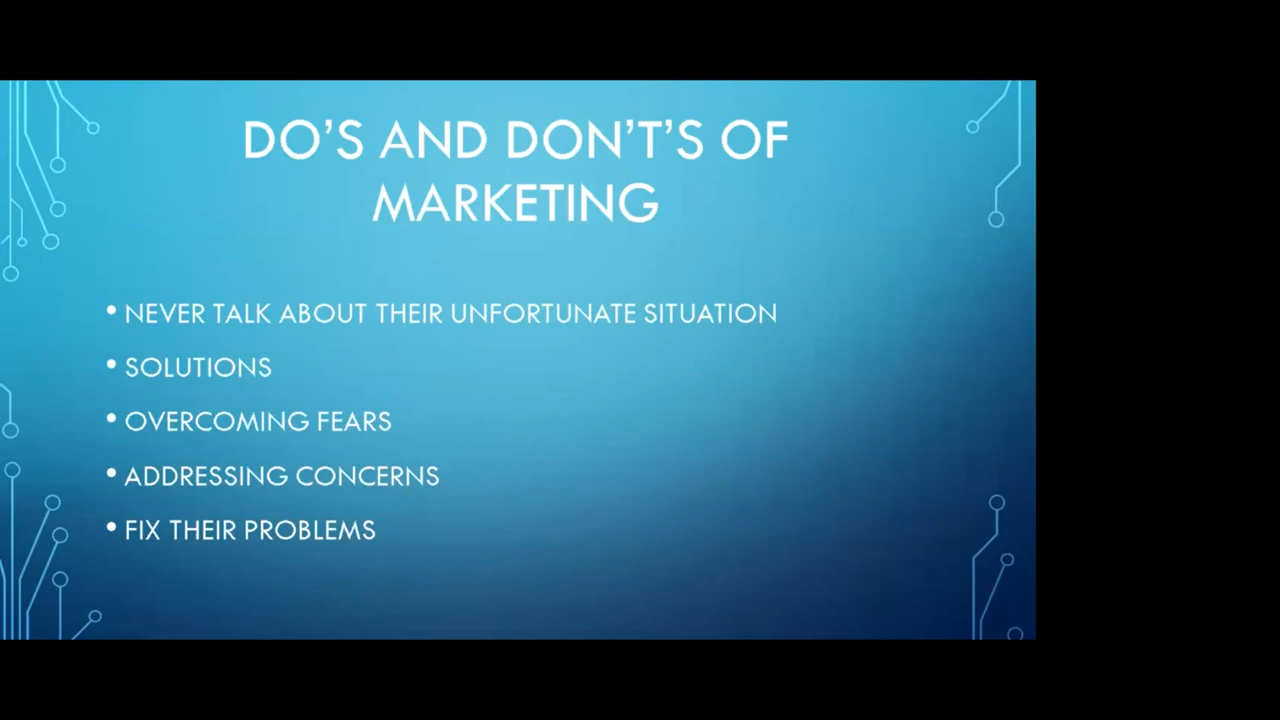 DO’S AND DON’T’S OF
MARKETING
• NEVER TALK ABOUT THEIR UNFORTUNATE SITUATION
• SOLUTIONS
• OVERCOMING FEARS
• ADDRESSING CONCERNS
• FIX THEIR PROBLEMS